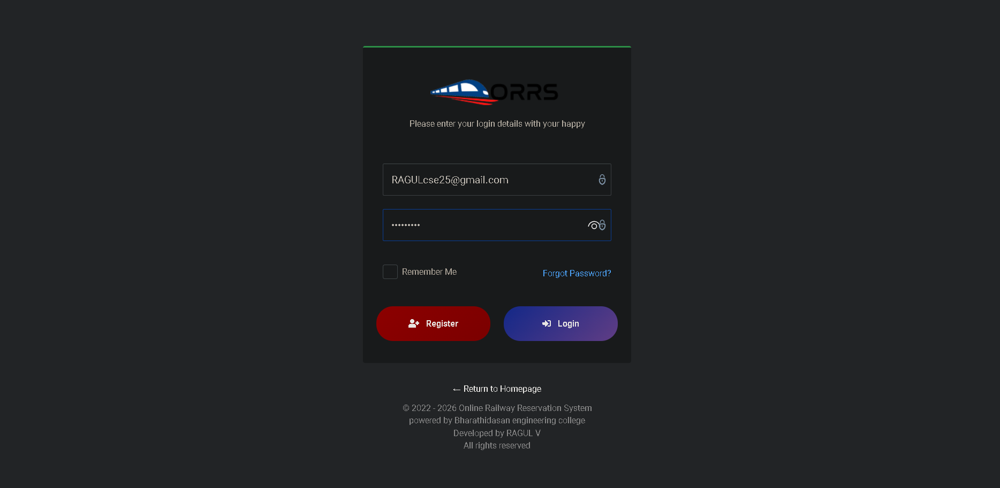 ORRS
Please enter your login details with your happy
RAGULcse25@gmail.com
•••••••••
Remember Me
Forgot Password?
Register
Login
← Return to Homepage
© 2022 - 2026 Online Railway Reservation System
powered by Bharathidasan engineering college
Developed by RAGUL V
All rights reserved